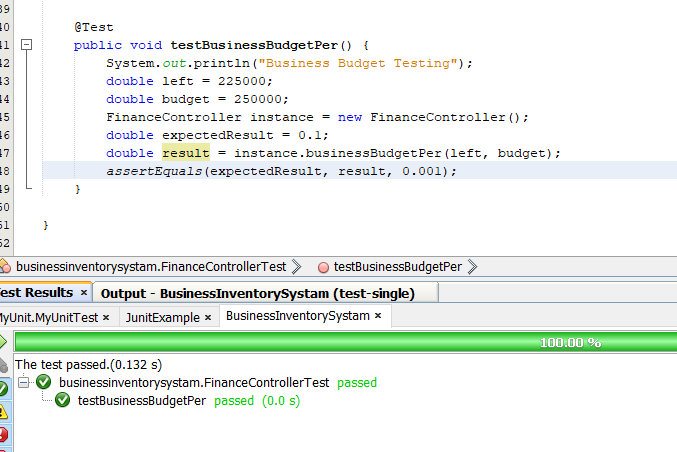 39
40 @Test
41 public void testBusinessBudgetPer() {
42 System.out.println("Business Budget Testing");
43 double left = 225000;
44 double budget = 250000;
45 FinanceController instance = new FinanceController();
46 double expectedResult = 0.1;
47 double result = instance.businessBudgetPer(left, budget);
48 assertEquals(expectedResult, result, 0.001);
49 }
50
51 }
52
businessinventorysystam.FinanceControllerTest testBusinessBudgetPer
Test Results × Output - BusinessInventorySystam (test-single)
MyUnit.MyUnitTest × JunitExample × BusinessInventorySystam ×
100.00 %
The test passed.(0.132 s)
businessinventorysystam.FinanceControllerTest passed
testBusinessBudgetPer passed (0.0 s)